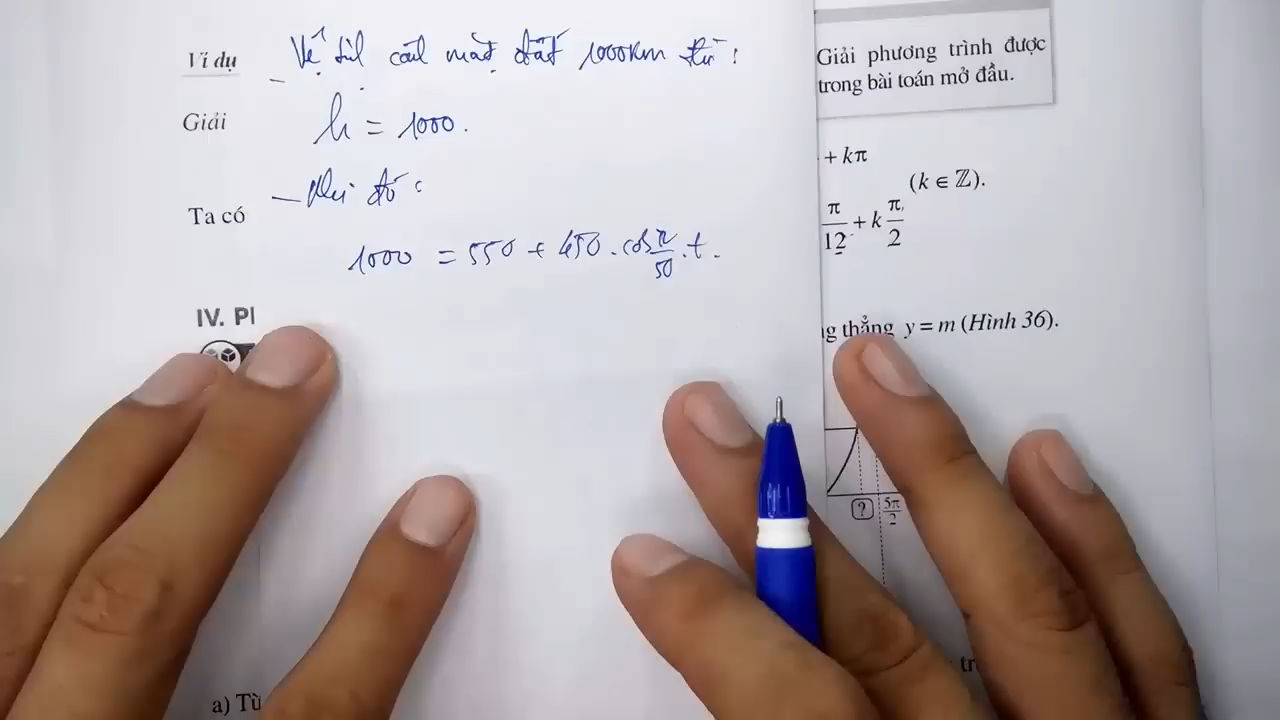 Ví dụ
- Vệ tinh cách mặt đất 1000km thì:
Giải
h = 1000.
- Khi đó:
Ta có
1000 = 550 + 450 . cos π/50 . t.
IV. P
a) Từ
Giải phương trình được
trong bài toán mở đầu.
+ kπ
(k ∈ ℤ).
π/12 + k π/2
thẳng y = m (Hình 36).
?
5π/2